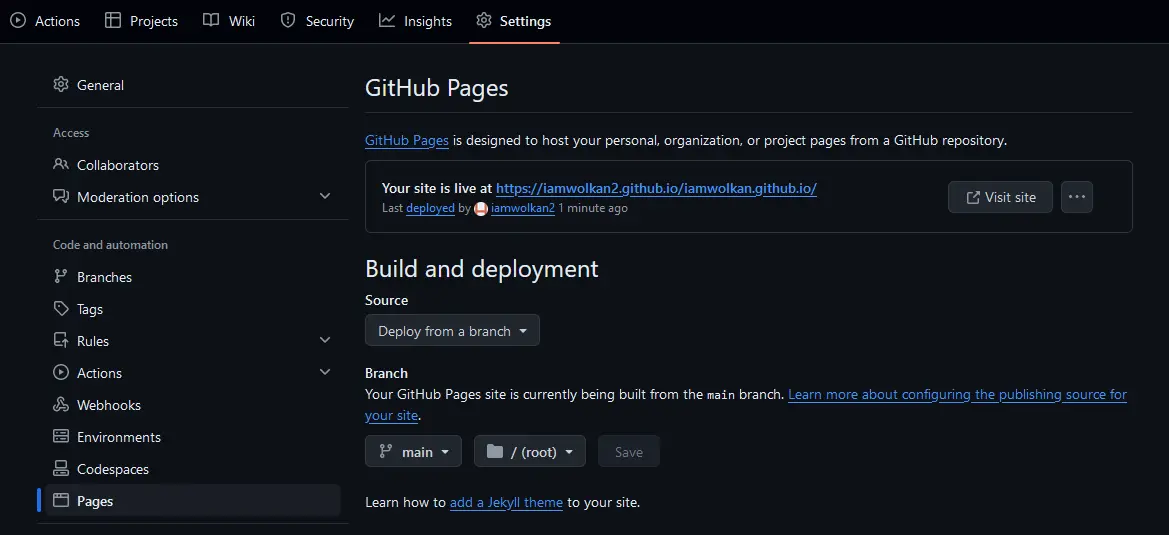 Actions Projects Wiki Security Insights Settings
General
Access
Collaborators
Moderation options
Code and automation
Branches
Tags
Rules
Actions
Webhooks
Environments
Codespaces
Pages
GitHub Pages
GitHub Pages is designed to host your personal, organization, or project pages from a GitHub repository.
Your site is live at https://iamwolkan2.github.io/iamwolkan.github.io/
Last deployed by iamwolkan2 1 minute ago
Visit site
Build and deployment
Source
Deploy from a branch
Branch
Your GitHub Pages site is currently being built from the main branch. Learn more about configuring the publishing source for
your site.
main / (root) Save
Learn how to add a Jekyll theme to your site.